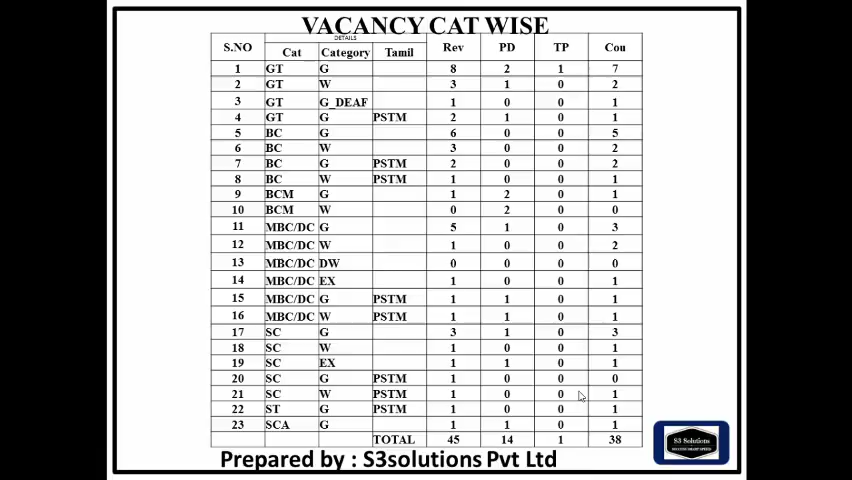 VACANCY CAT WISE
S.NO DETAILS Rev PD TP Cou
Cat Category Tamil
1 GT G 8 2 1 7
2 GT W 3 1 0 2
3 GT G_DEAF 1 0 0 1
4 GT G PSTM 2 1 0 1
5 BC G 6 0 0 5
6 BC W 3 0 0 2
7 BC G PSTM 2 0 0 2
8 BC W PSTM 1 0 0 1
9 BCM G 1 2 0 1
10 BCM W 0 2 0 0
11 MBC/DC G 5 1 0 3
12 MBC/DC W 1 0 0 2
13 MBC/DC DW 0 0 0 0
14 MBC/DC EX 1 0 0 1
15 MBC/DC G PSTM 1 1 0 1
16 MBC/DC W PSTM 1 1 0 1
17 SC G 3 1 0 3
18 SC W 1 0 0 1
19 SC EX 1 1 0 1
20 SC G PSTM 1 0 0 0
21 SC W PSTM 1 0 0 1
22 ST G PSTM 1 0 0 1
23 SCA G 1 1 0 1
TOTAL 45 14 1 38
S3 Solutions
Prepared by : S3solutions Pvt Ltd